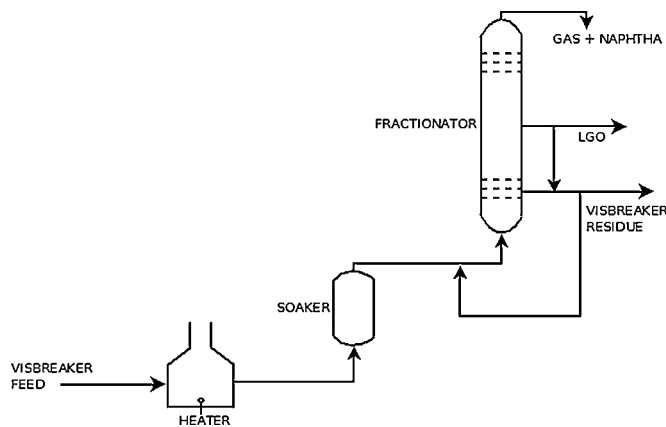 GAS + NAPHTHA
FRACTIONATOR
LGO
VISBREAKER
RESIDUE
SOAKER
VISBREAKER
FEED
HEATER